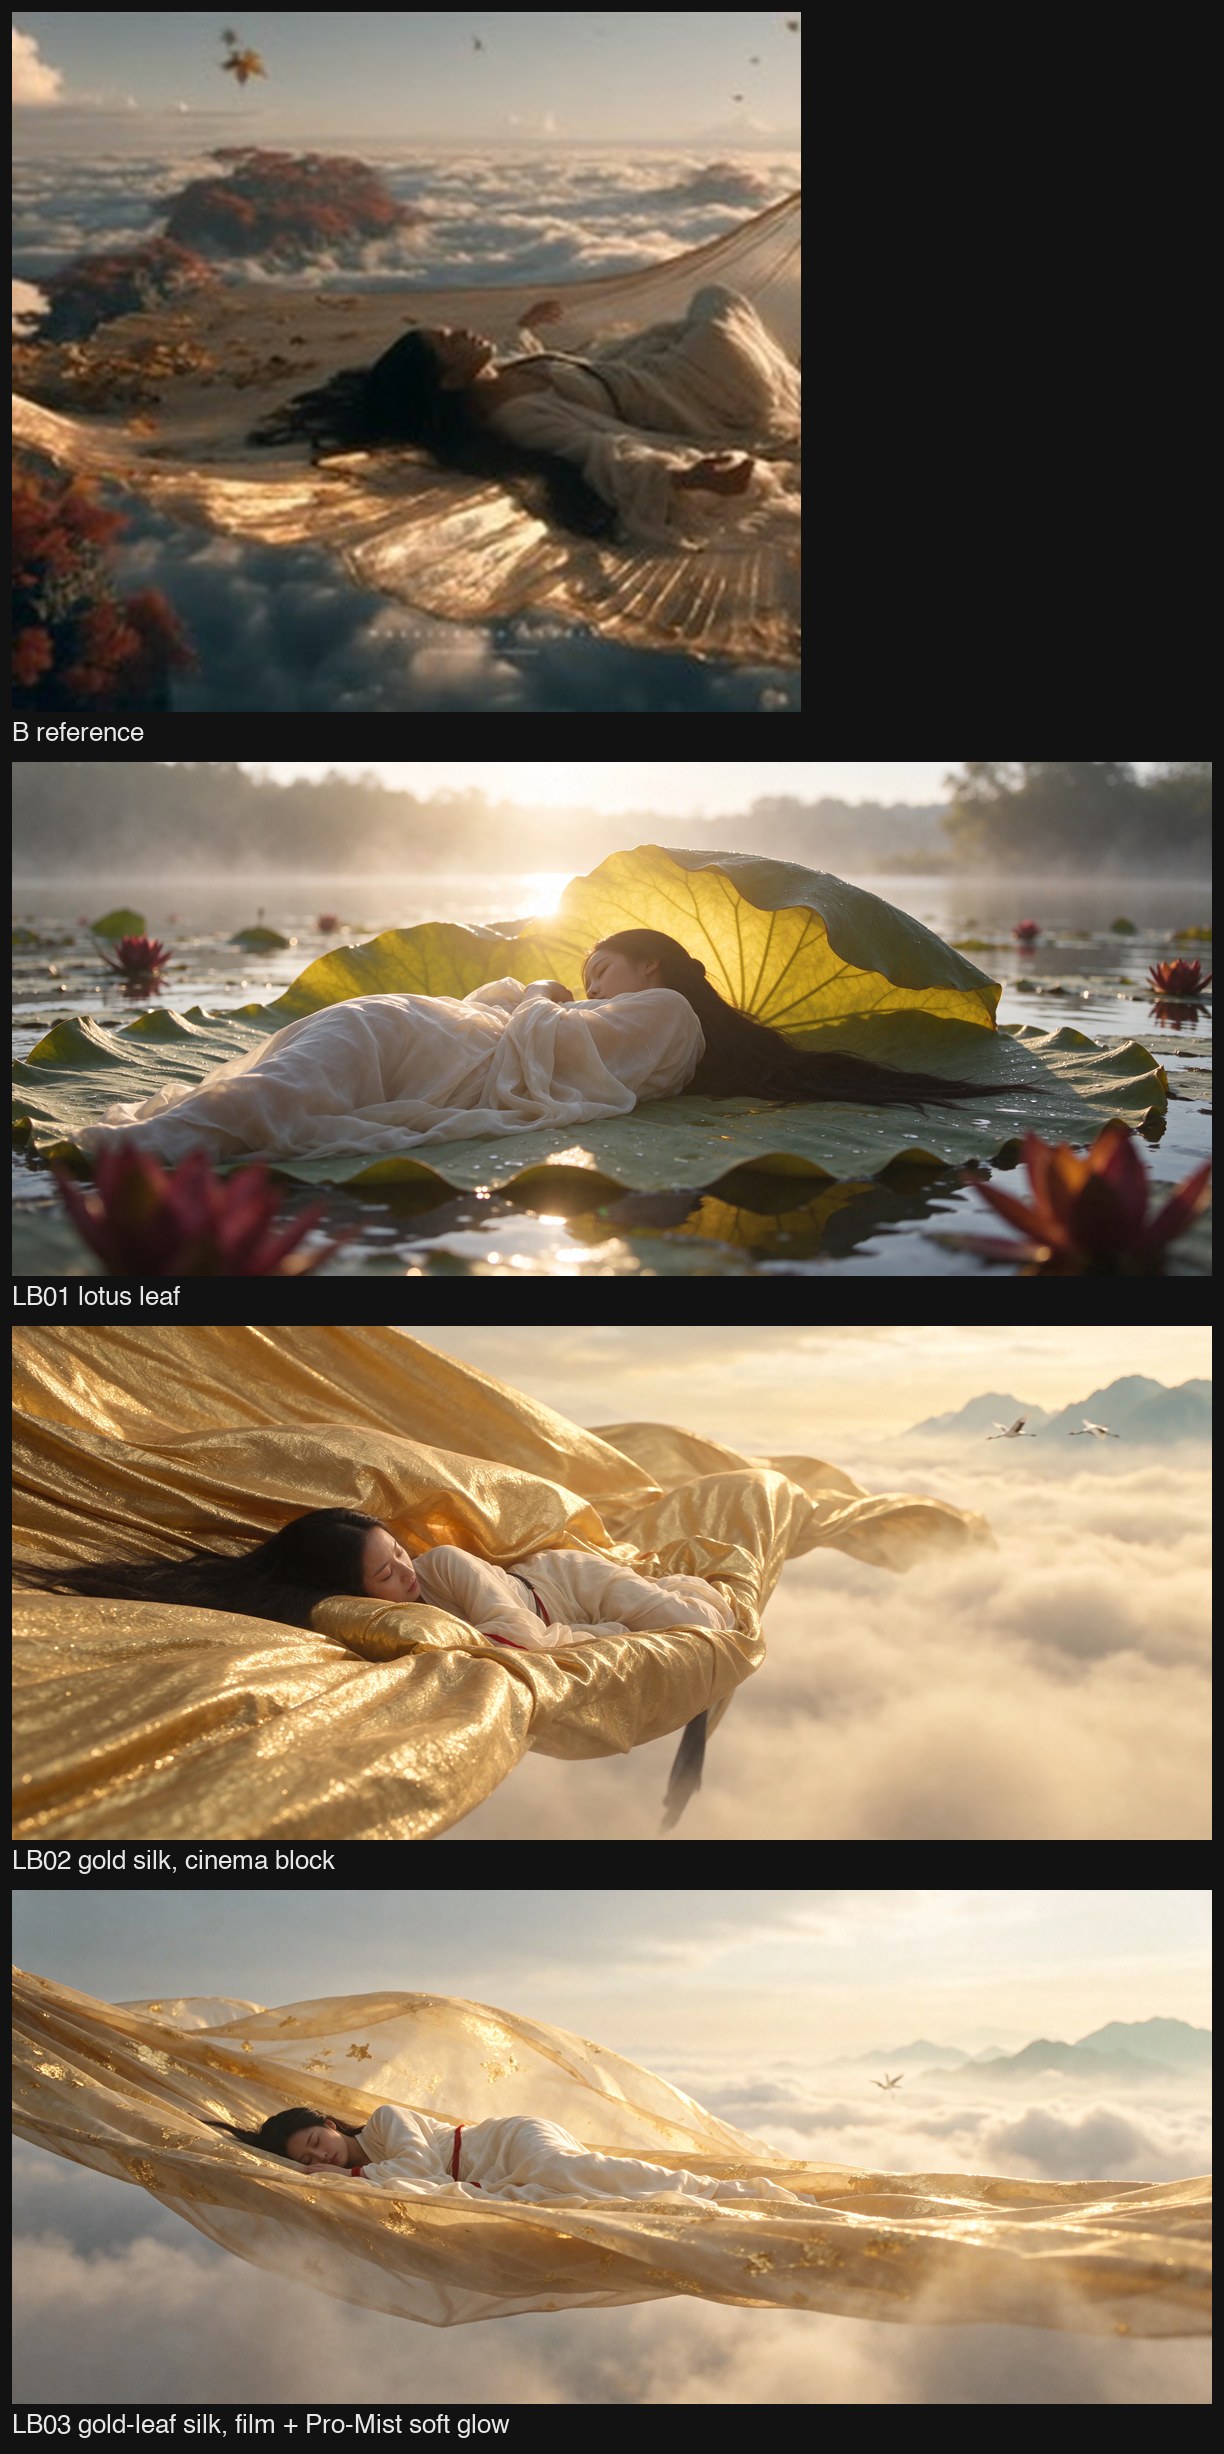 B reference
LB01 lotus leaf
LB02 gold silk, cinema block
LB03 gold-leaf silk, film + Pro-Mist soft glow